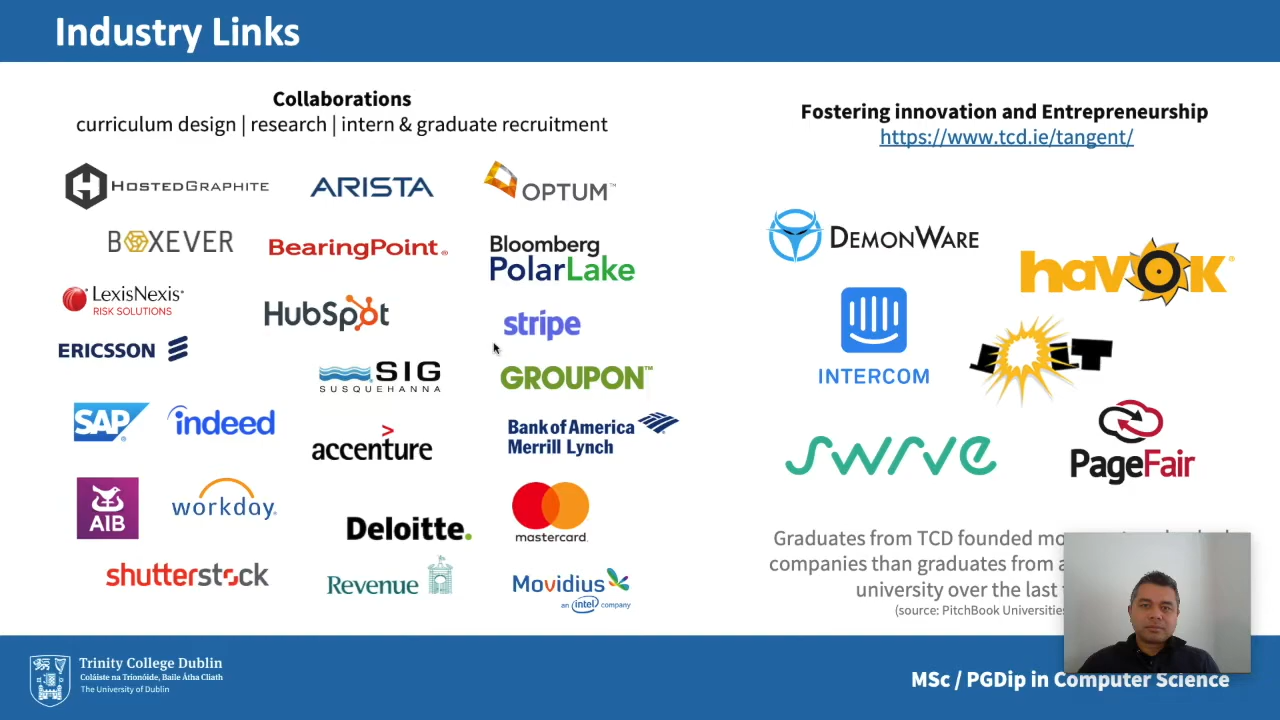 Industry Links
Collaborations
curriculum design | research | intern & graduate recruitment
HOSTEDGRAPHITE
ARISTA
OPTUM™
BOXEVER
BearingPoint®
Bloomberg
PolarLake
LexisNexis®
RISK SOLUTIONS
HubSpot
stripe
ERICSSON
SIG
SUSQUEHANNA
GROUPON™
SAP®
indeed
accenture
Bank of America
Merrill Lynch
AIB
workday.
Deloitte.
mastercard
shutterstock
Revenue
Movidius
an intel company
Fostering innovation and Entrepreneurship
https://www.tcd.ie/tangent/
DEMONWARE
havok®
INTERCOM
swrve
PageFair
Graduates from TCD founded
companies than graduates from
university over the last
(source: PitchBook Universities
Trinity College Dublin
Coláiste na Tríonóide, Baile Átha Cliath
The University of Dublin
MSc / PGDip in Computer Science